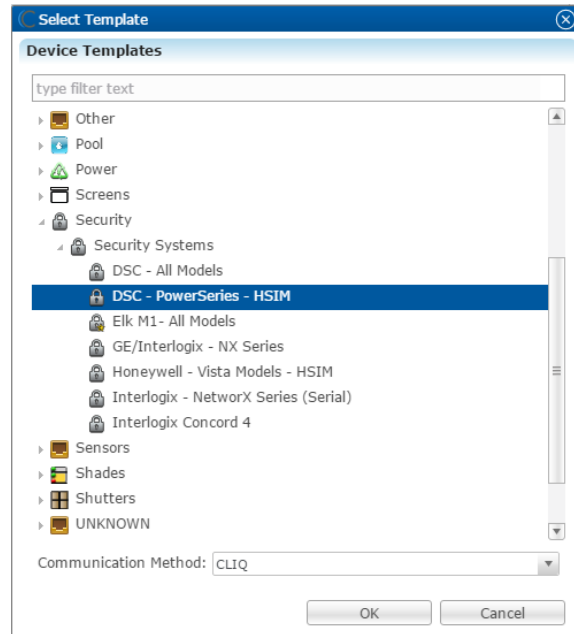 Select Template
Device Templates
type filter text
Other
Pool
Power
Screens
Security
Security Systems
DSC - All Models
DSC - PowerSeries - HSIM
Elk M1- All Models
GE/Interlogix - NX Series
Honeywell - Vista Models - HSIM
Interlogix - NetworX Series (Serial)
Interlogix Concord 4
Sensors
Shades
Shutters
UNKNOWN
Communication Method: CLIQ
OK Cancel